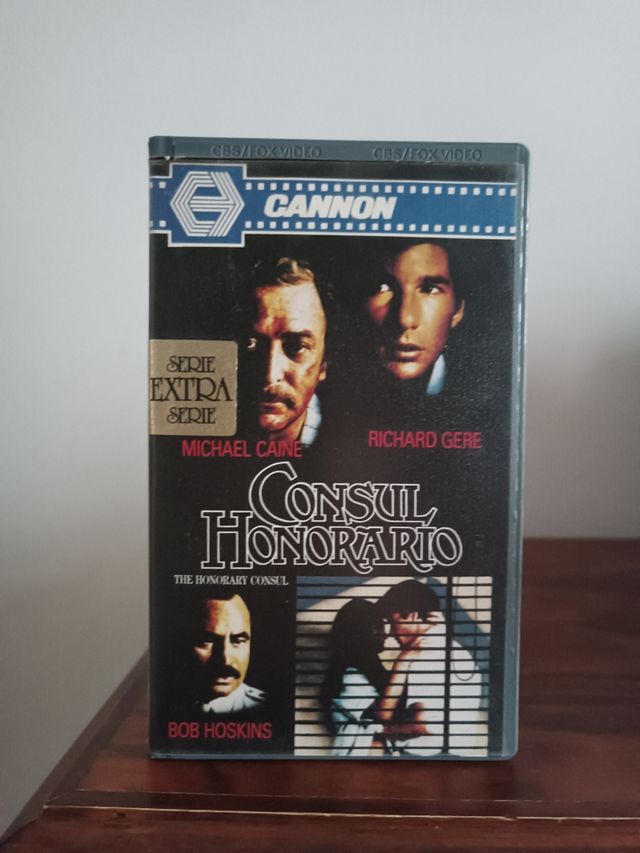 CBS/FOX VIDEO CBS/FOX VIDEO
CANNON
SERIE
EXTRA
SERIE
MICHAEL CAINE
RICHARD GERE
CONSUL
HONORARIO
THE HONORARY CONSUL
BOB HOSKINS